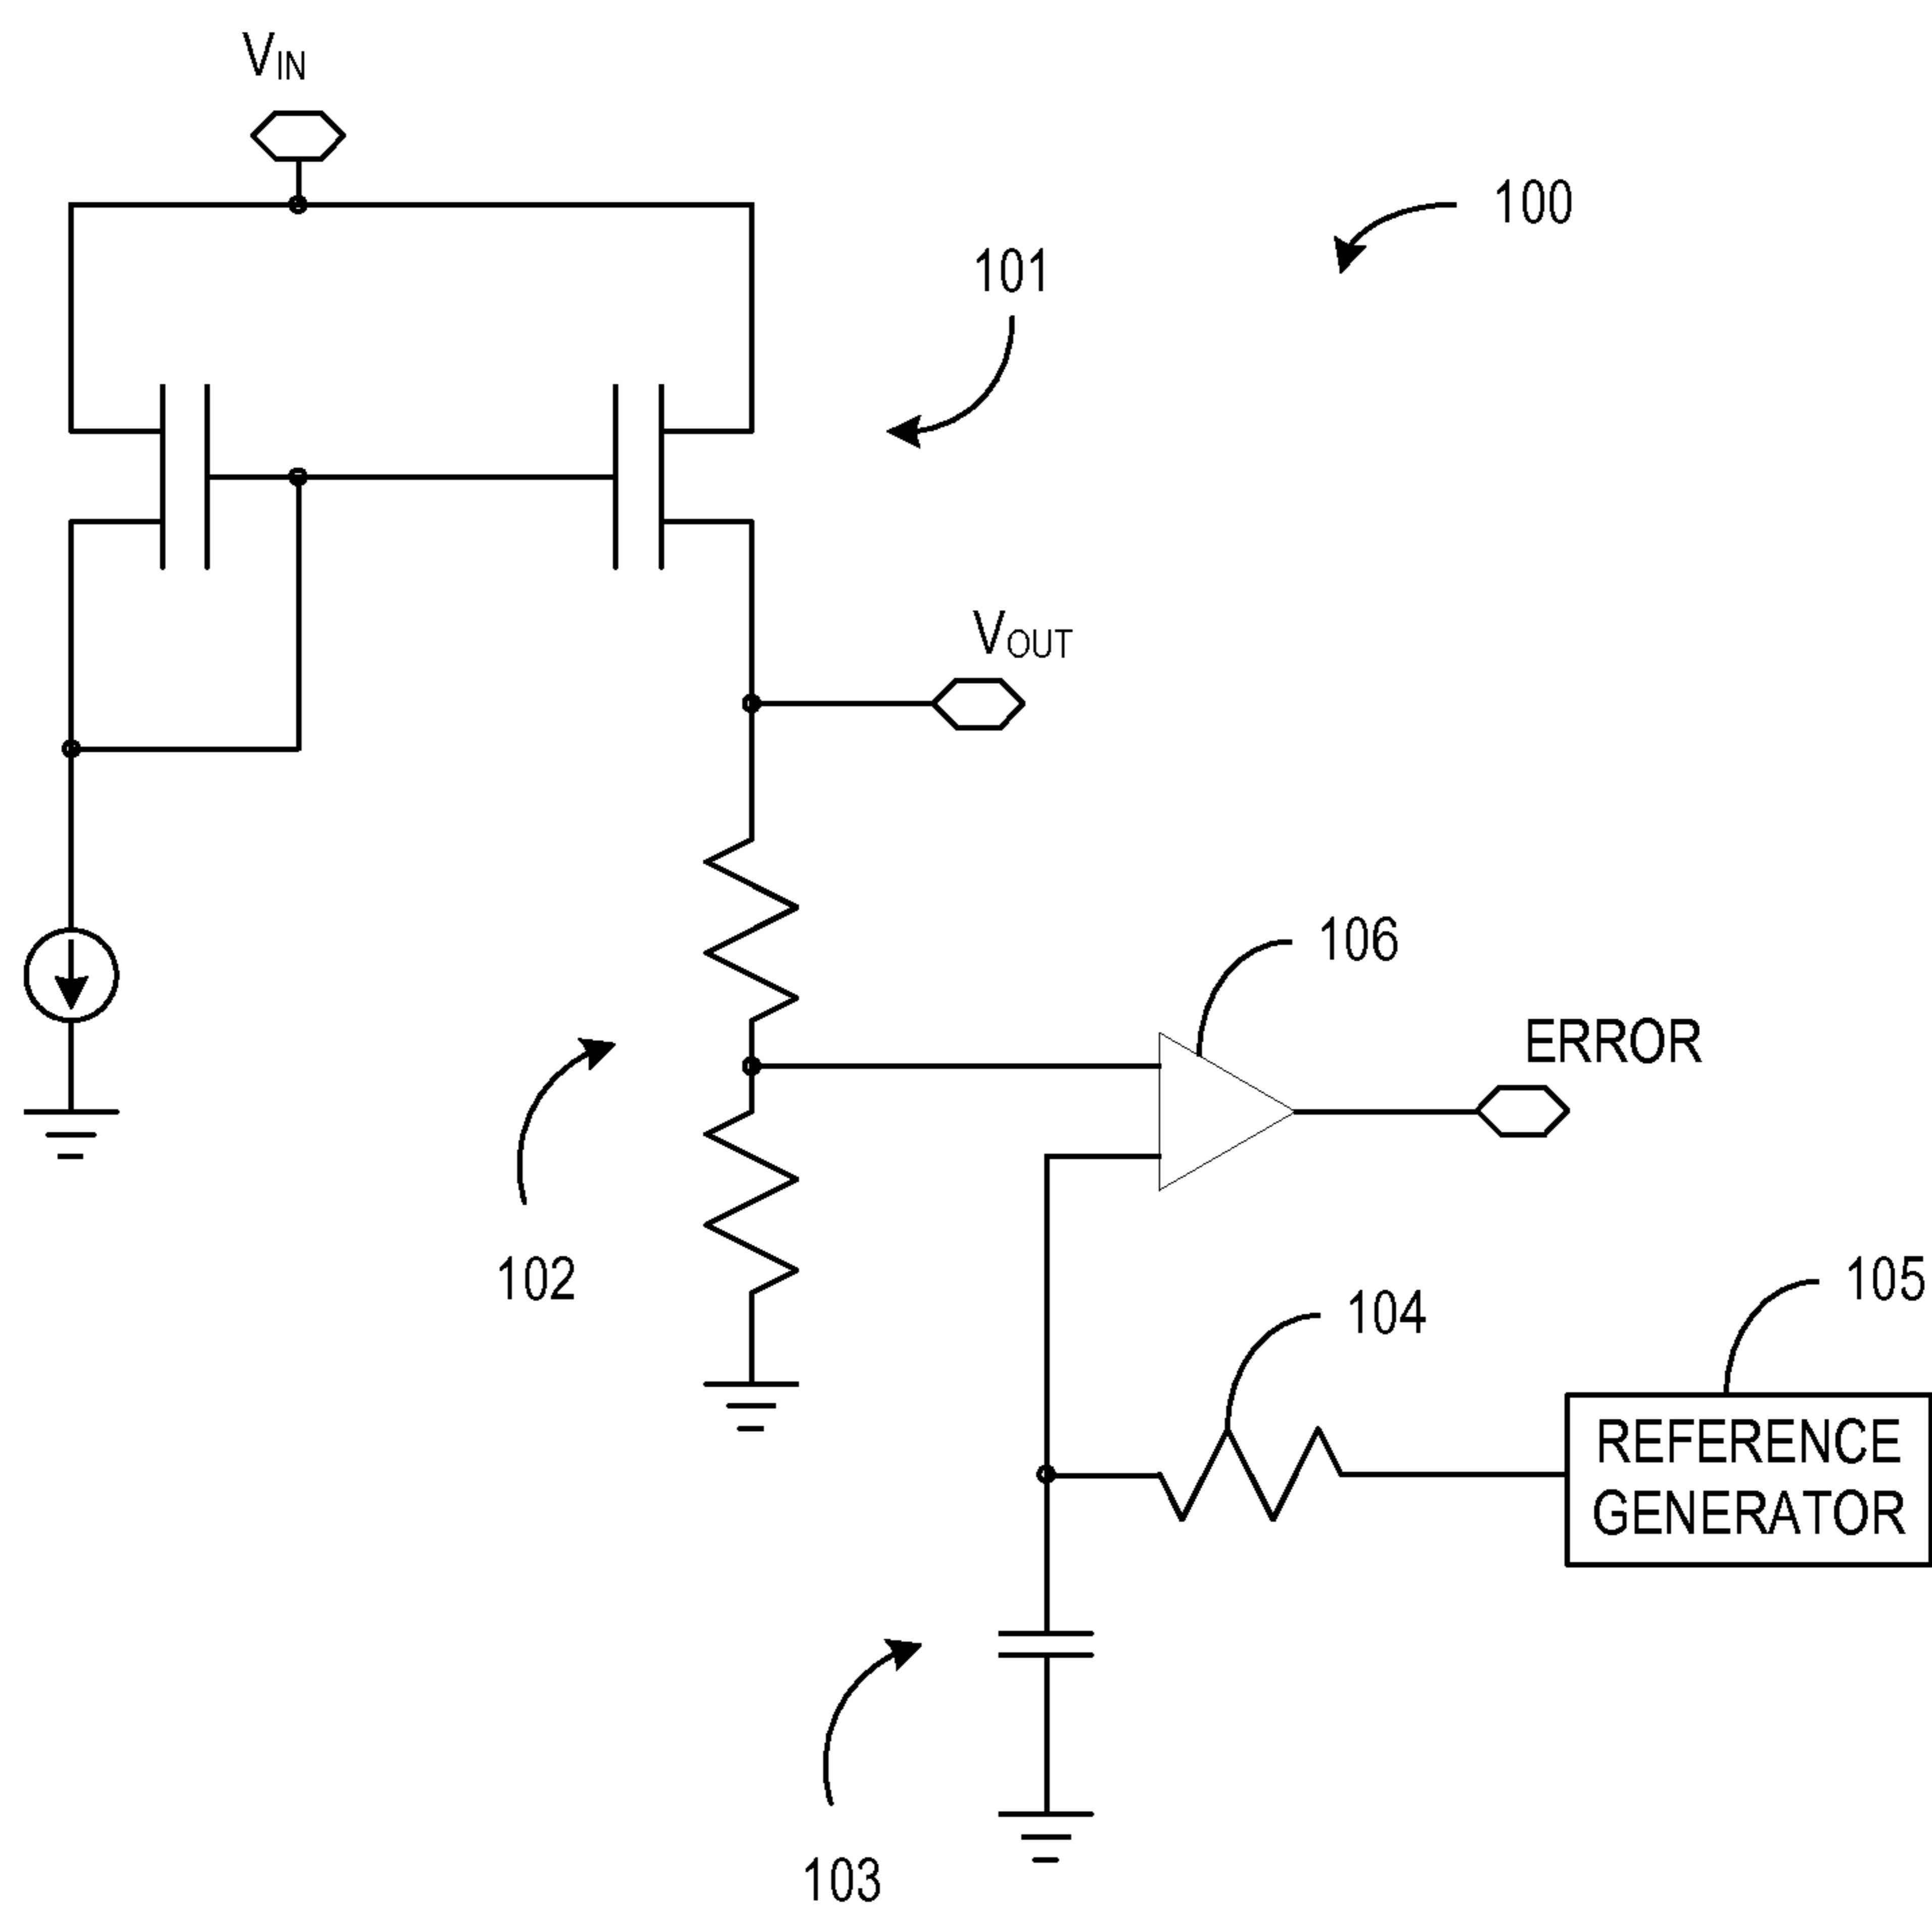 VIN
100
101
VOUT
106
ERROR
102
104
105
REFERENCE
GENERATOR
103